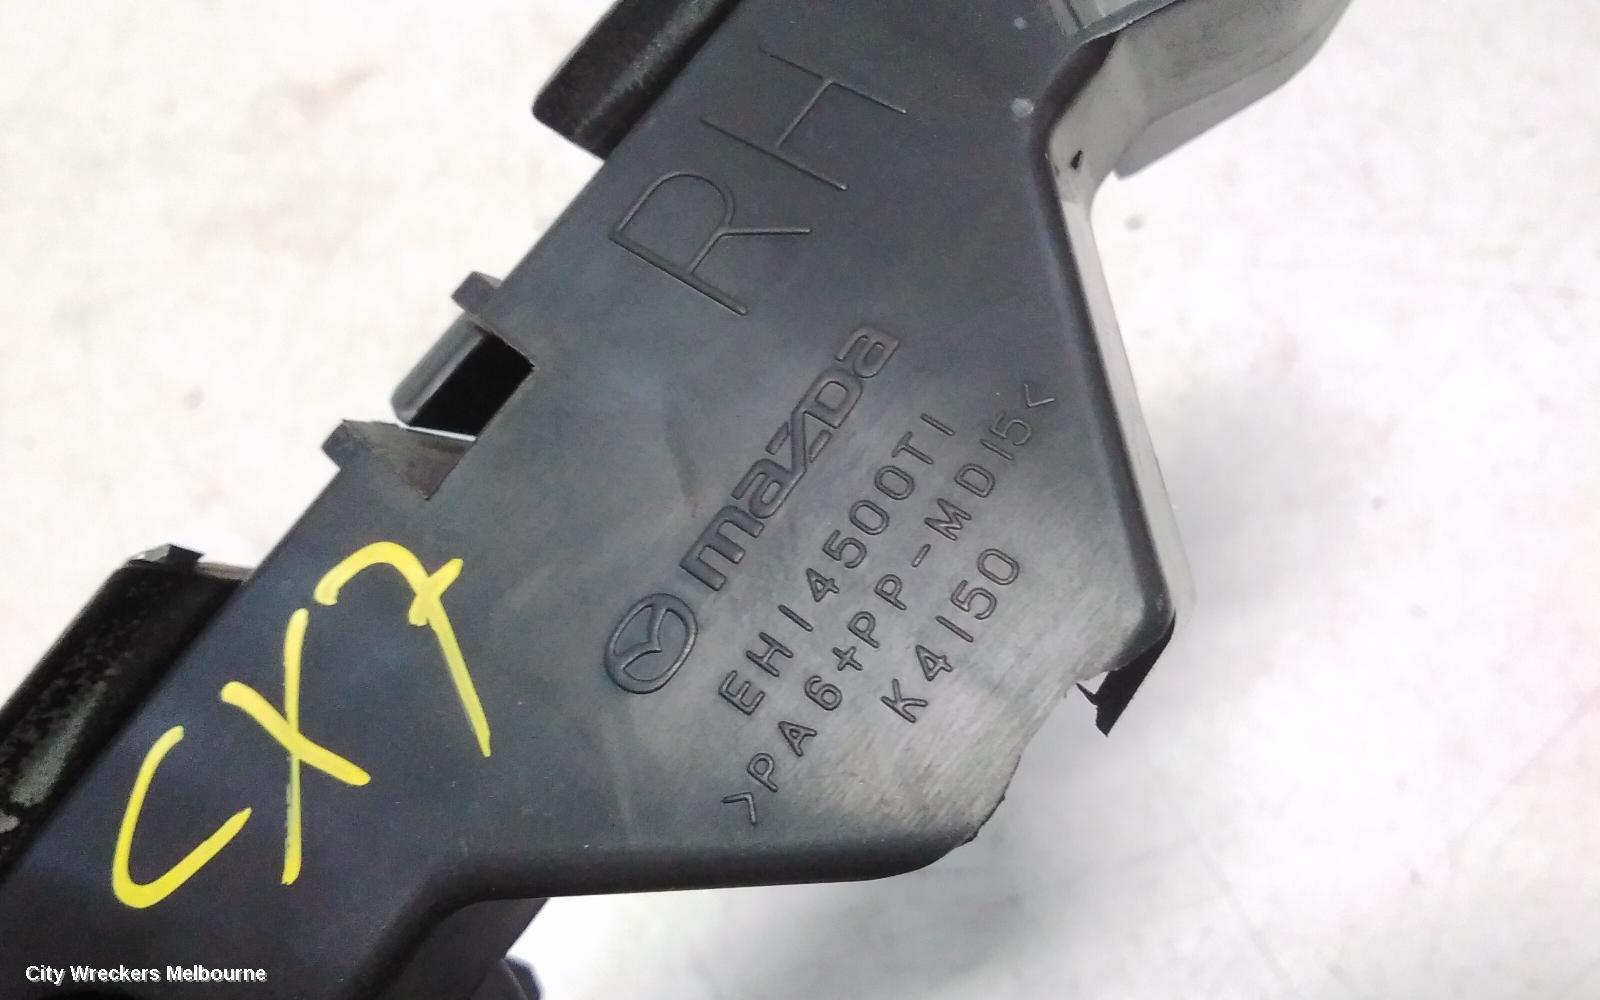 RH
mazda
EH14500T1
>PA6+PP-MD15<
K4150
CX7
City Wreckers Melbourne